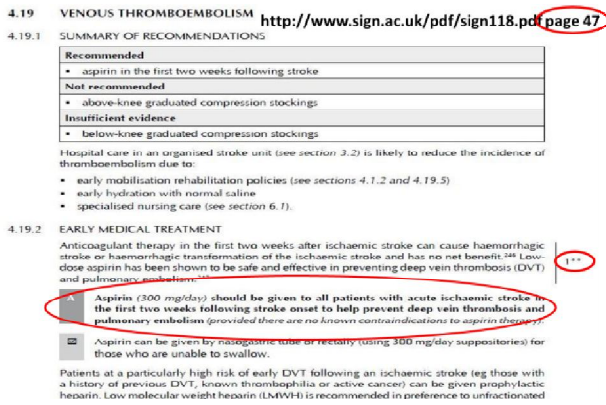 4.19 VENOUS THROMBOEMBOLISM http://www.sign.ac.uk/pdf/sign118.pdf page 47
4.19.1 SUMMARY OF RECOMMENDATIONS
Recommended
▪ aspirin in the first two weeks following stroke
Not recommended
▪ above-knee graduated compression stockings
Insufficient evidence
▪ below-knee graduated compression stockings
Hospital care in an organised stroke unit (see section 3.2) is likely to reduce the incidence of
thromboembolism due to:
▪ early mobilisation rehabilitation policies (see sections 4.1.2 and 4.19.5)
▪ early hydration with normal saline
▪ specialised nursing care (see section 6.1).
4.19.2 EARLY MEDICAL TREATMENT
Anticoagulant therapy in the first two weeks after ischaemic stroke can cause haemorrhagic
stroke or haemorrhagic transformation of the ischaemic stroke and has no net benefit. Low-
dose aspirin has been shown to be safe and effective in preventing deep vein thrombosis (DVT)
and pulmonary embolism.
1++
A Aspirin (300 mg/day) should be given to all patients with acute ischaemic stroke in
the first two weeks following stroke onset to help prevent deep vein thrombosis and
pulmonary embolism (provided there are no known contraindications to aspirin therapy).
Aspirin can be given by nasogastric tube or rectally (using 300 mg/day suppositories) for
those who are unable to swallow.
Patients at a particularly high risk of early DVT following an ischaemic stroke (eg those with
a history of previous DVT, known thrombophilia or active cancer) can be given prophylactic
heparin. Low molecular weight heparin (LMWH) is recommended in preference to unfractionated